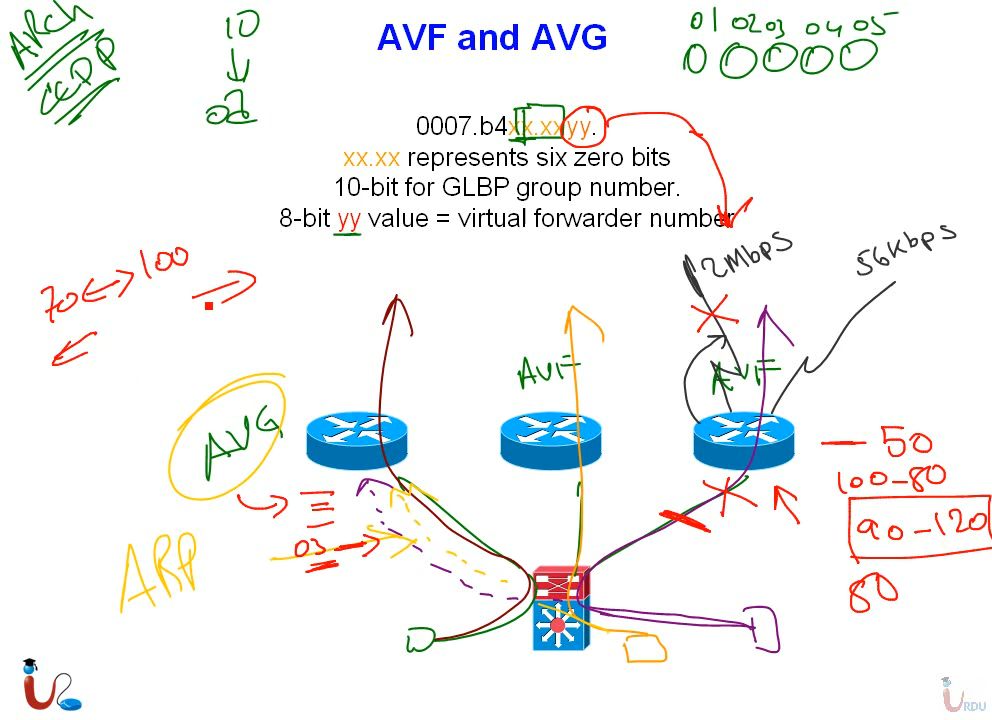 ARch
CCDP
10
02
AVF and AVG
01 02 03 04 05
0007.b4xx.xxyy.
xx.xx represents six zero bits
10-bit for GLBP group number.
8-bit yy value = virtual forwarder number
70 100
2Mbps
56Kbps
AVF
AVF
AVG
50
100-80
90-120
80
03
ARP
URDU